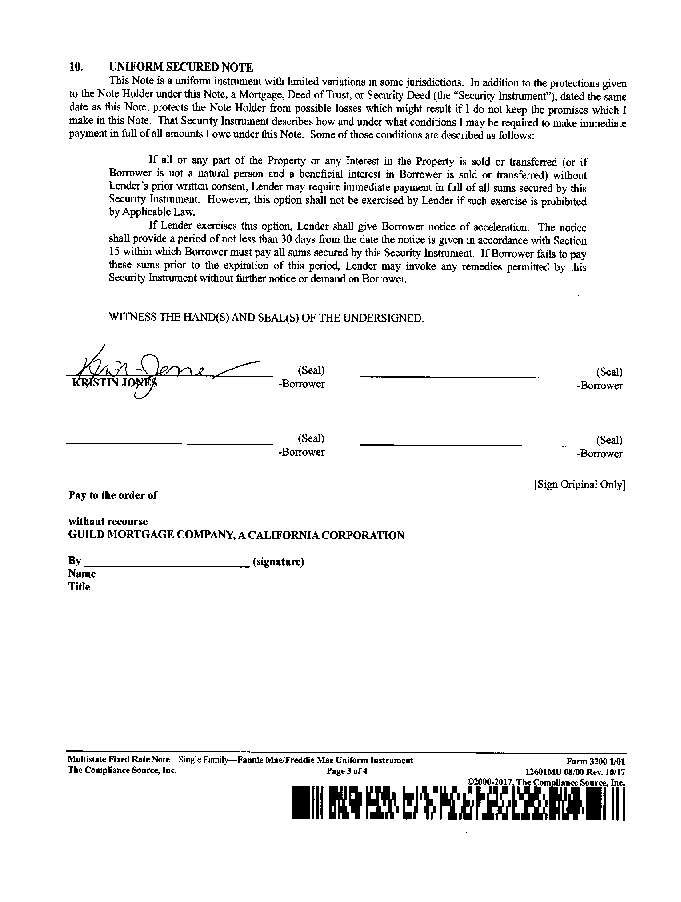 10. UNIFORM SECURED NOTE
This Note is a uniform instrument with limited variations in some jurisdictions. In addition to the protections given
to the Note Holder under this Note, a Mortgage, Deed of Trust, or Security Deed (the “Security Instrument”), dated the same
date as this Note, protects the Note Holder from possible losses which might result if I do not keep the promises which I
make in this Note. That Security Instrument describes how and under what conditions I may be required to make immediate
payment in full of all amounts I owe under this Note. Some of those conditions are described as follows:
If all or any part of the Property or any Interest in the Property is sold or transferred (or if
Borrower is not a natural person and a beneficial interest in Borrower is sold or transferred) without
Lender’s prior written consent, Lender may require immediate payment in full of all sums secured by this
Security Instrument. However, this option shall not be exercised by Lender if such exercise is prohibited
by Applicable Law.
If Lender exercises this option, Lender shall give Borrower notice of acceleration. The notice
shall provide a period of not less than 30 days from the date the notice is given in accordance with Section
15 within which Borrower must pay all sums secured by this Security Instrument. If Borrower fails to pay
these sums prior to the expiration of this period, Lender may invoke any remedies permitted by this
Security Instrument without further notice or demand on Borrower.
WITNESS THE HAND(S) AND SEAL(S) OF THE UNDERSIGNED.
(Seal) (Seal)
KRISTIN JONES -Borrower -Borrower
(Seal) (Seal)
-Borrower -Borrower
[Sign Original Only]
Pay to the order of
without recourse
GUILD MORTGAGE COMPANY, A CALIFORNIA CORPORATION
By (signature)
Name
Title
Multistate Fixed Rate Note—Single Family—Fannie Mae/Freddie Mac Uniform Instrument Form 3200 1/01
The Compliance Source, Inc. Page 3 of 4 12601MU 08/00 Rev. 10/17
©2000-2017, The Compliance Source, Inc.